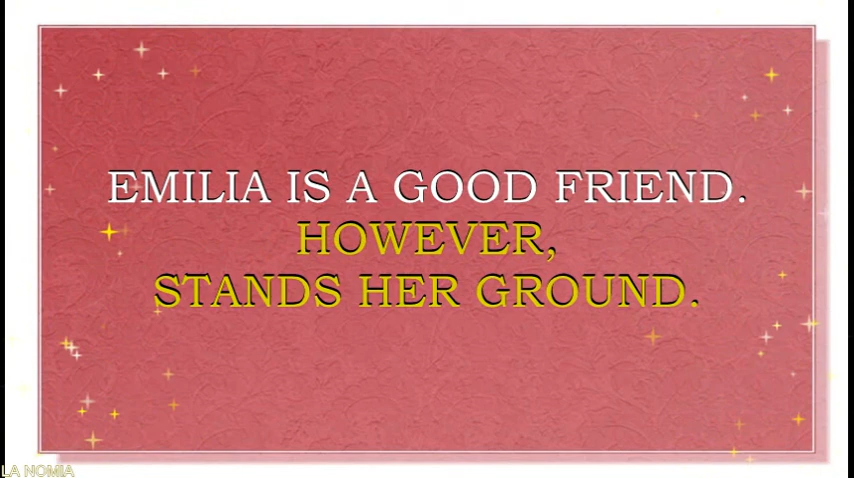 EMILIA IS A GOOD FRIEND.
HOWEVER,
STANDS HER GROUND.
LA NOMIA